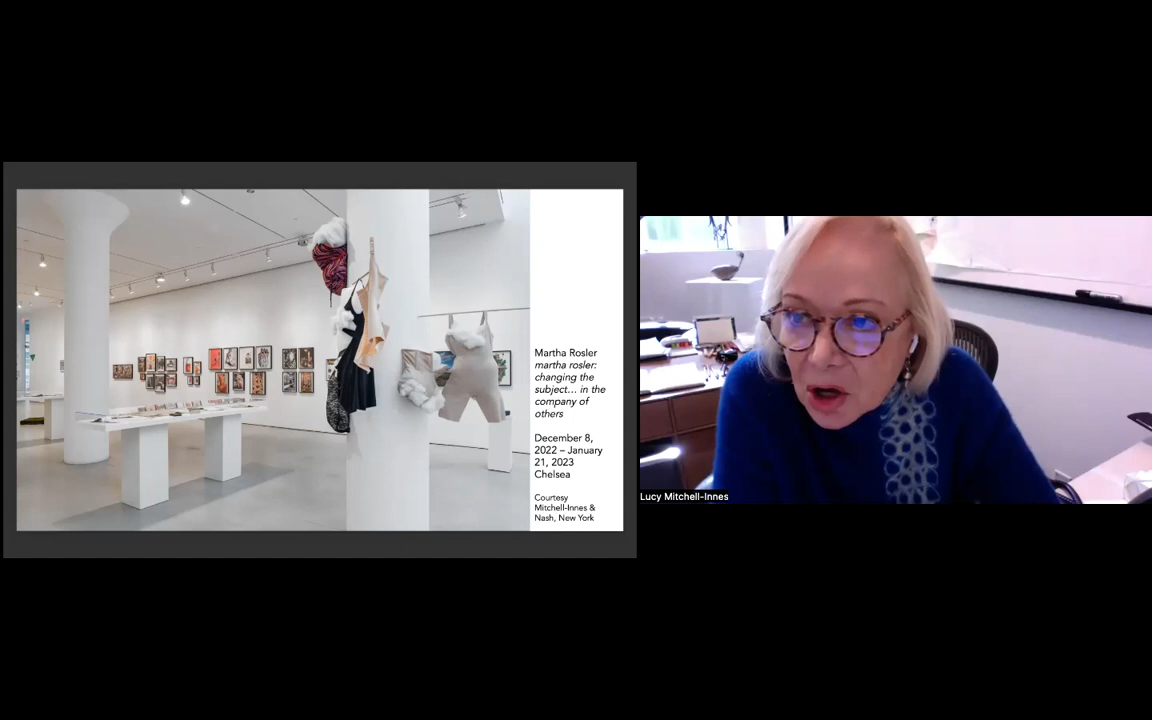 Martha Rosler
martha rosler:
changing the
subject... in the
company of
others
December 8,
2022 – January
21, 2023
Chelsea
Courtesy
Mitchell-Innes &
Nash, New York
Lucy Mitchell-Innes